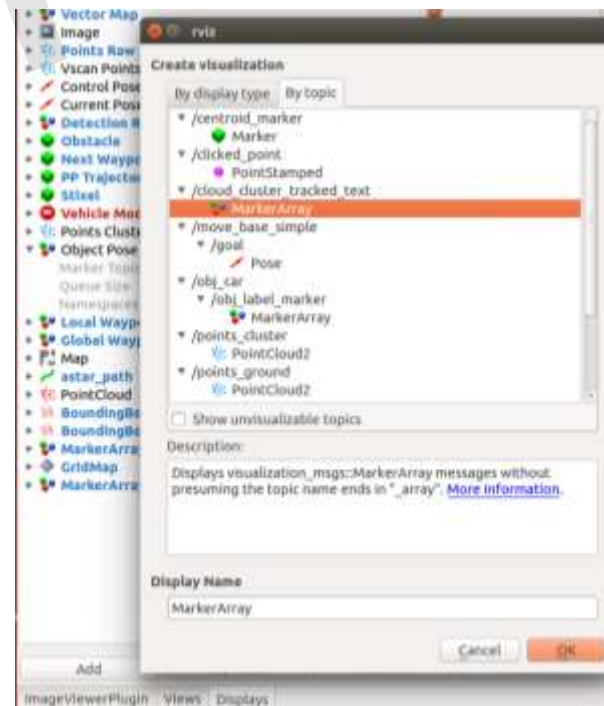 Vector Map
Image
Points Raw
Vscan Points
Control Pose
Current Pos
Detection R
Obstacle
Next Waypo
PP Trajector
Stixel
Vehicle Mod
Points Clust
Object Pose
Marker Topic
Queue Size
Namespaces
Local Wayp
Global Way
Map
astar_path
PointCloud
BoundingBo
BoundingBo
MarkerArra
GridMap
MarkerArra
Add
ImageViewerPlugin Views Displays
rviz
Create visualization
By display type By topic
/centroid_marker
Marker
/clicked_point
PointStamped
/cloud_cluster_tracked_text
MarkerArray
/move_base_simple
/goal
Pose
/obj_car
/obj_label_marker
MarkerArray
/points_cluster
PointCloud2
/points_ground
PointCloud2
Show unvisualizable topics
Description:
Displays visualization_msgs::MarkerArray messages without
presuming the topic name ends in "_array". More Information.
Display Name
MarkerArray
Cancel OK